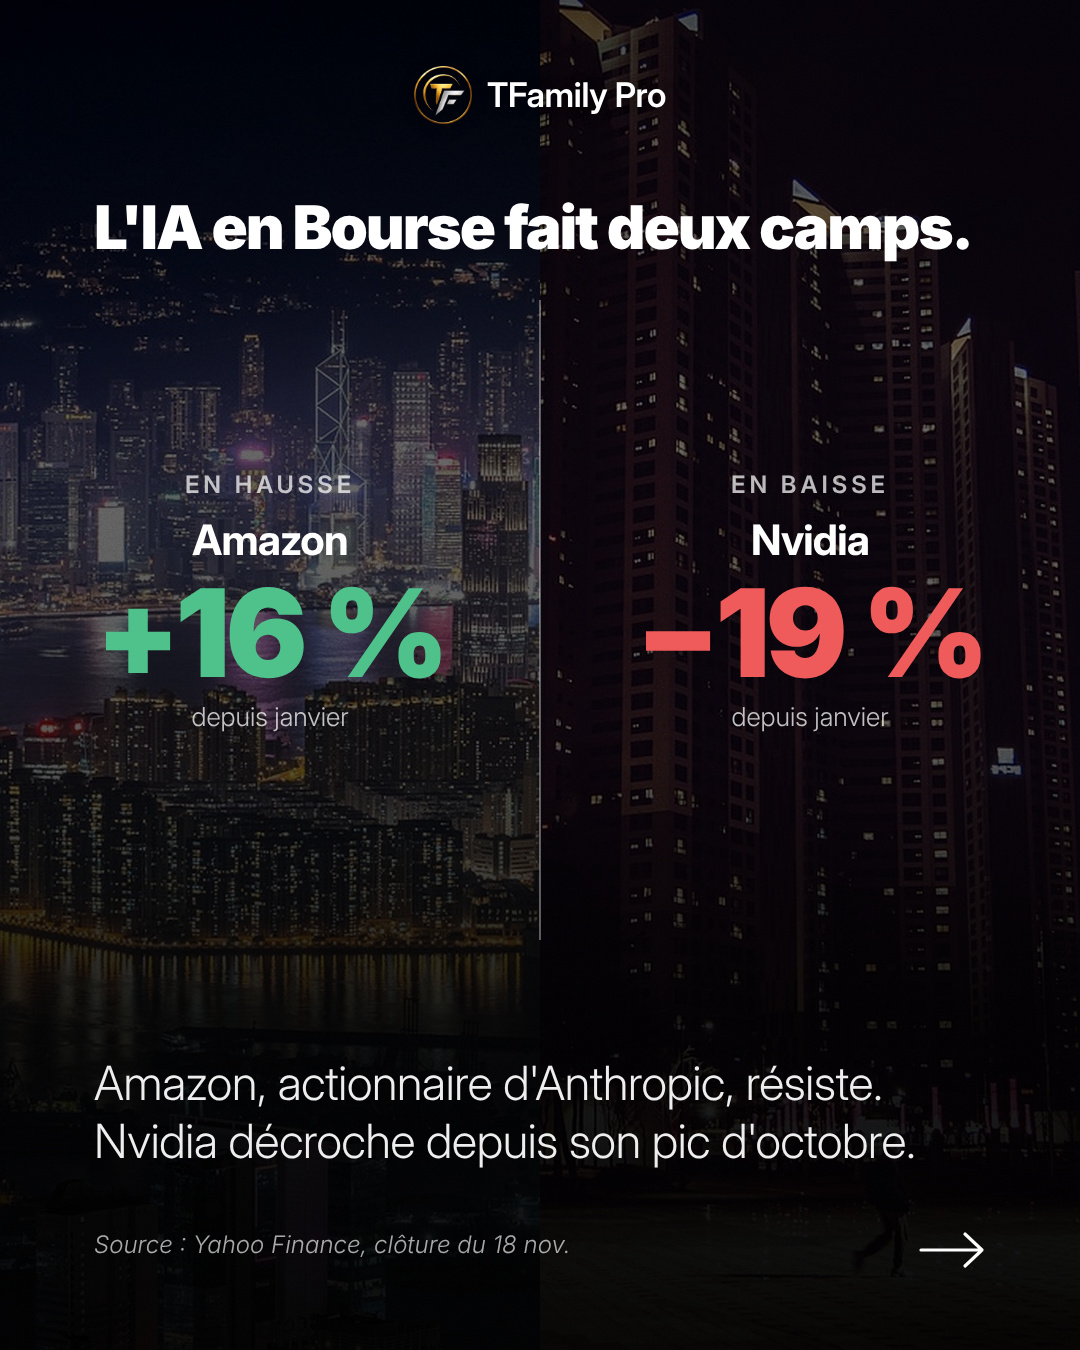 TF TFamily Pro
L'IA en Bourse fait deux camps.
EN HAUSSE
Amazon
+16 %
depuis janvier
EN BAISSE
Nvidia
–19 %
depuis janvier
Amazon, actionnaire d'Anthropic, résiste.
Nvidia décroche depuis son pic d'octobre.
Source : Yahoo Finance, clôture du 18 nov.